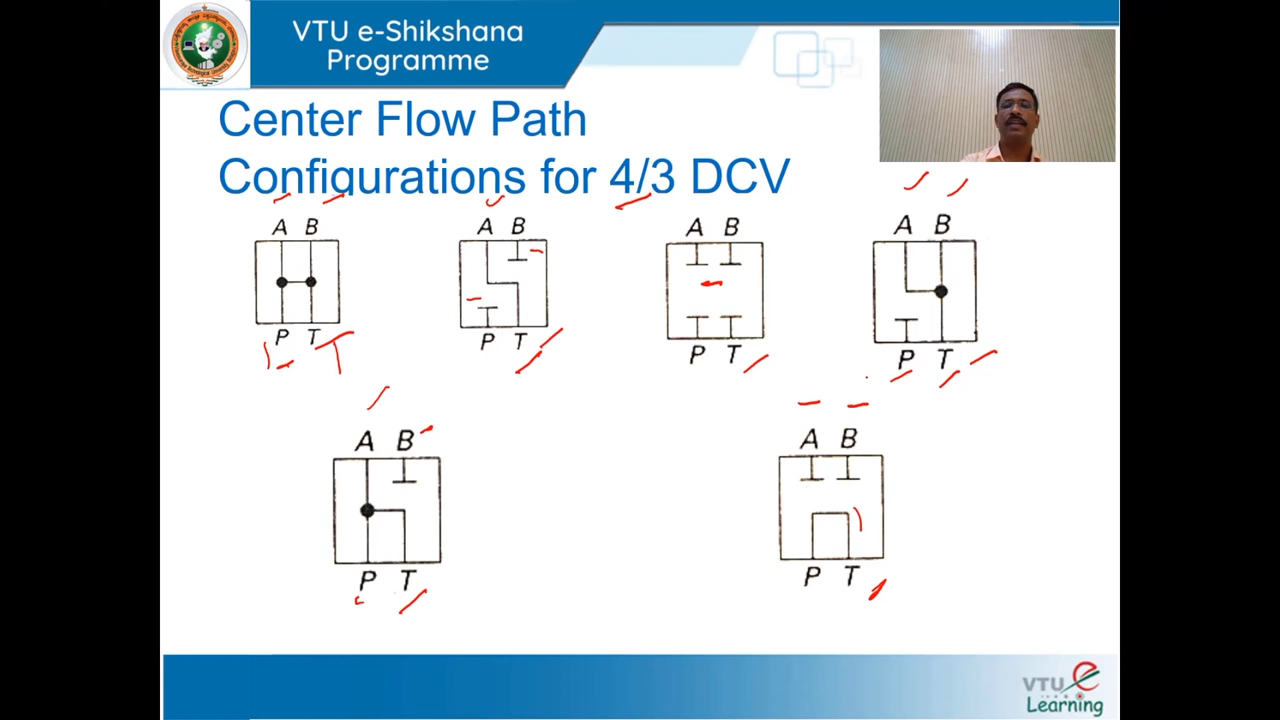 VTU e-Shikshana
Programme
Center Flow Path
Configurations for 4/3 DCV
A B
P T
A B
P T
A B
P T
A B
P T
A B
P T
A B
P T
VTU e
Learning